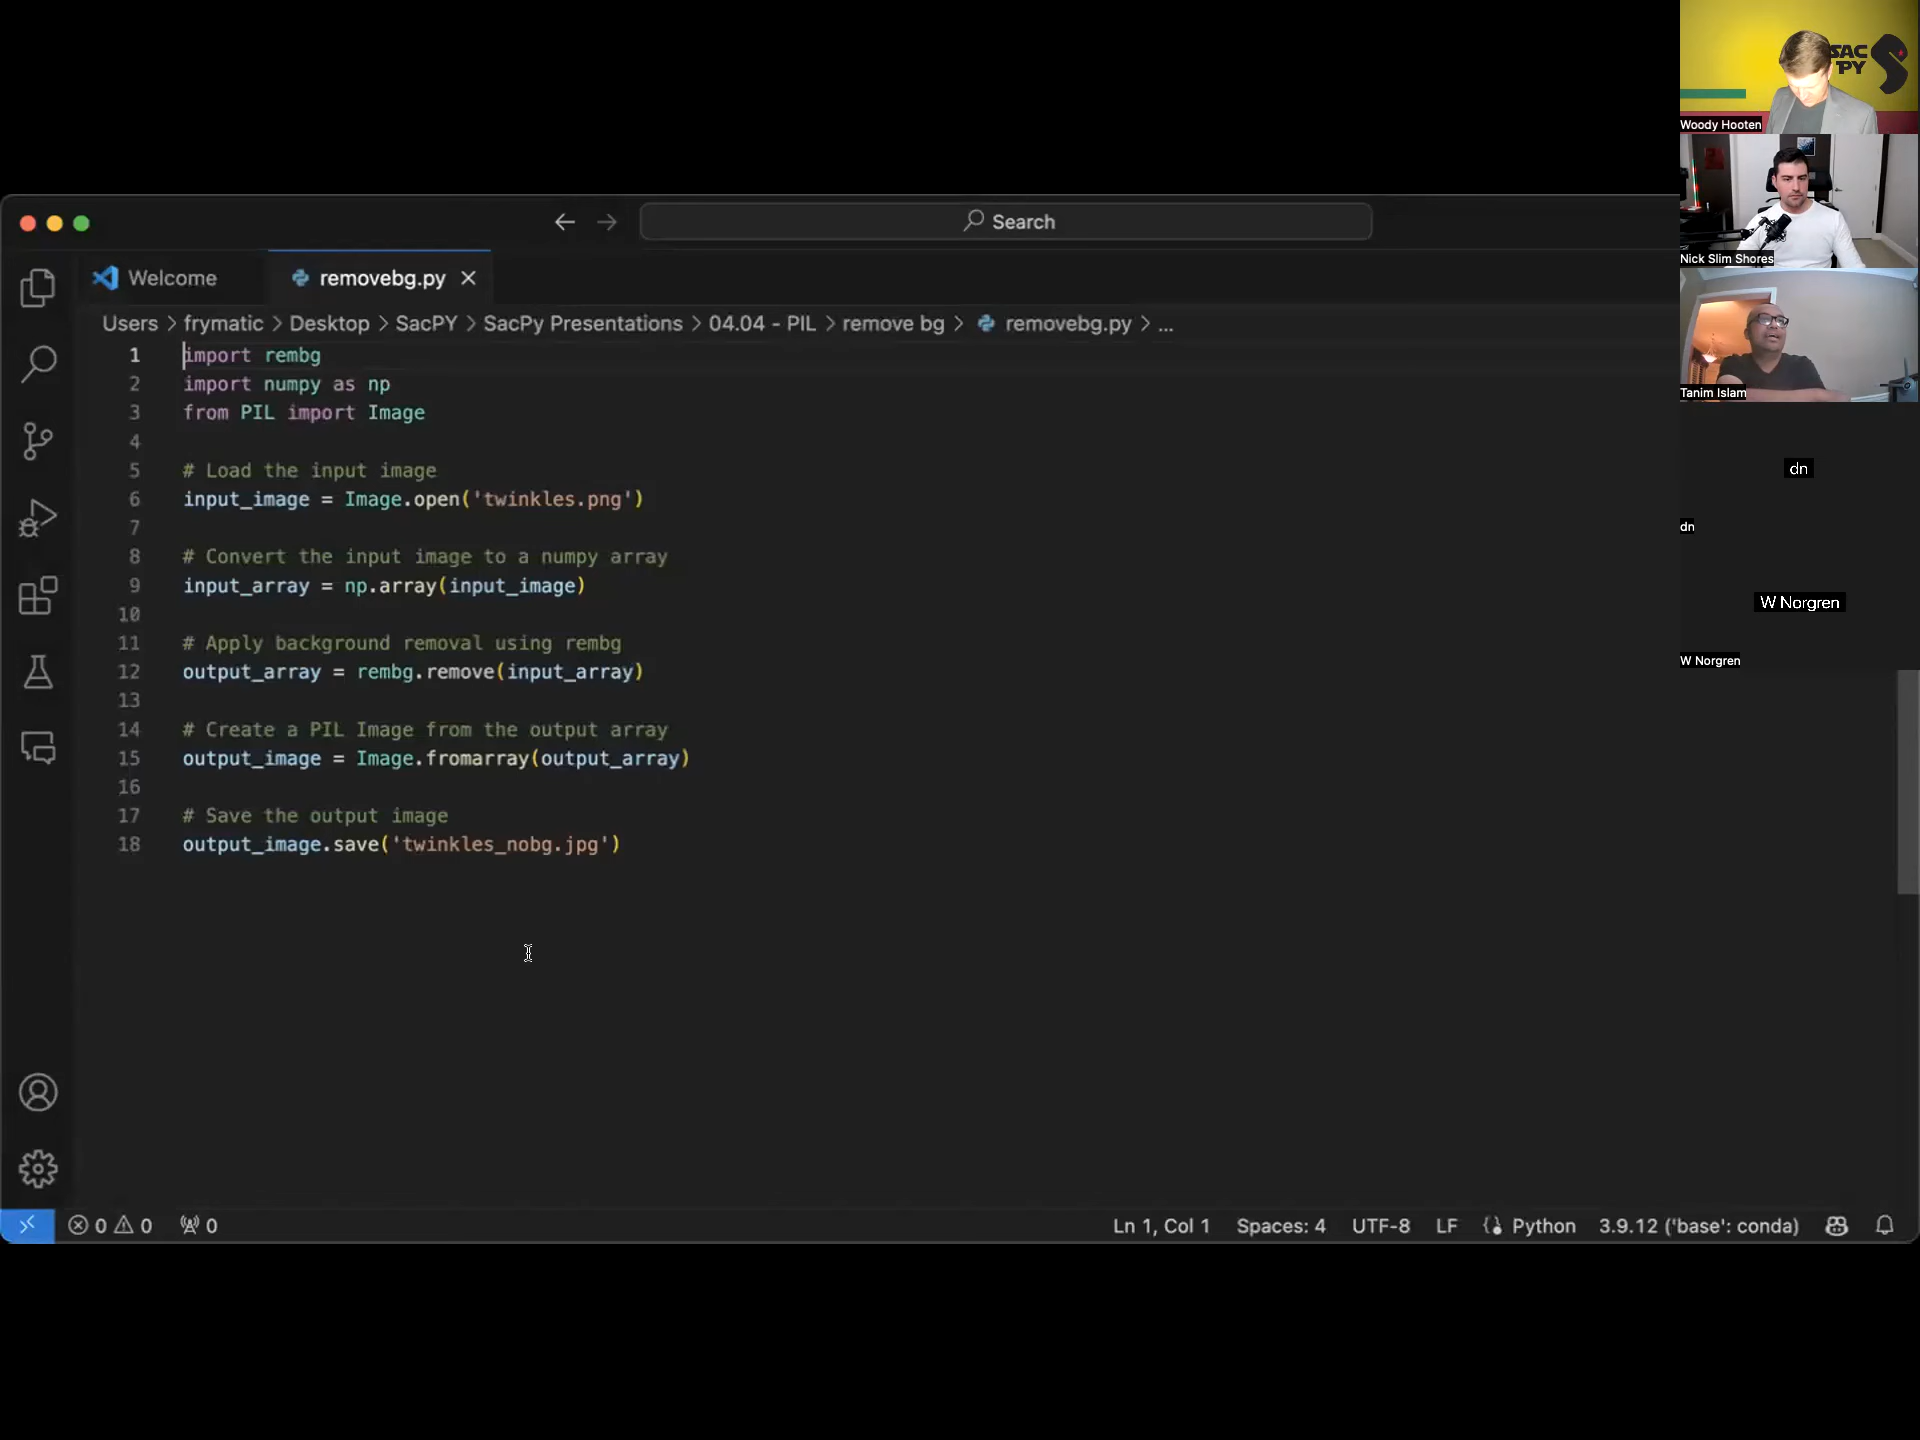 SAC
PY
Woody Hooten
Nick Slim Shores
Tanim Islam
dn
dn
W Norgren
W Norgren
Search
Welcome
removebg.py
Users > frymatic > Desktop > SacPY > SacPy Presentations > 04.04 - PIL > remove bg > removebg.py > ...
1 import rembg
2 import numpy as np
3 from PIL import Image
4
5 # Load the input image
6 input_image = Image.open('twinkles.png')
7
8 # Convert the input image to a numpy array
9 input_array = np.array(input_image)
10
11 # Apply background removal using rembg
12 output_array = rembg.remove(input_array)
13
14 # Create a PIL Image from the output array
15 output_image = Image.fromarray(output_array)
16
17 # Save the output image
18 output_image.save('twinkles_nobg.jpg')
0 0 0
Ln 1, Col 1 Spaces: 4 UTF-8 LF Python 3.9.12 ('base': conda)